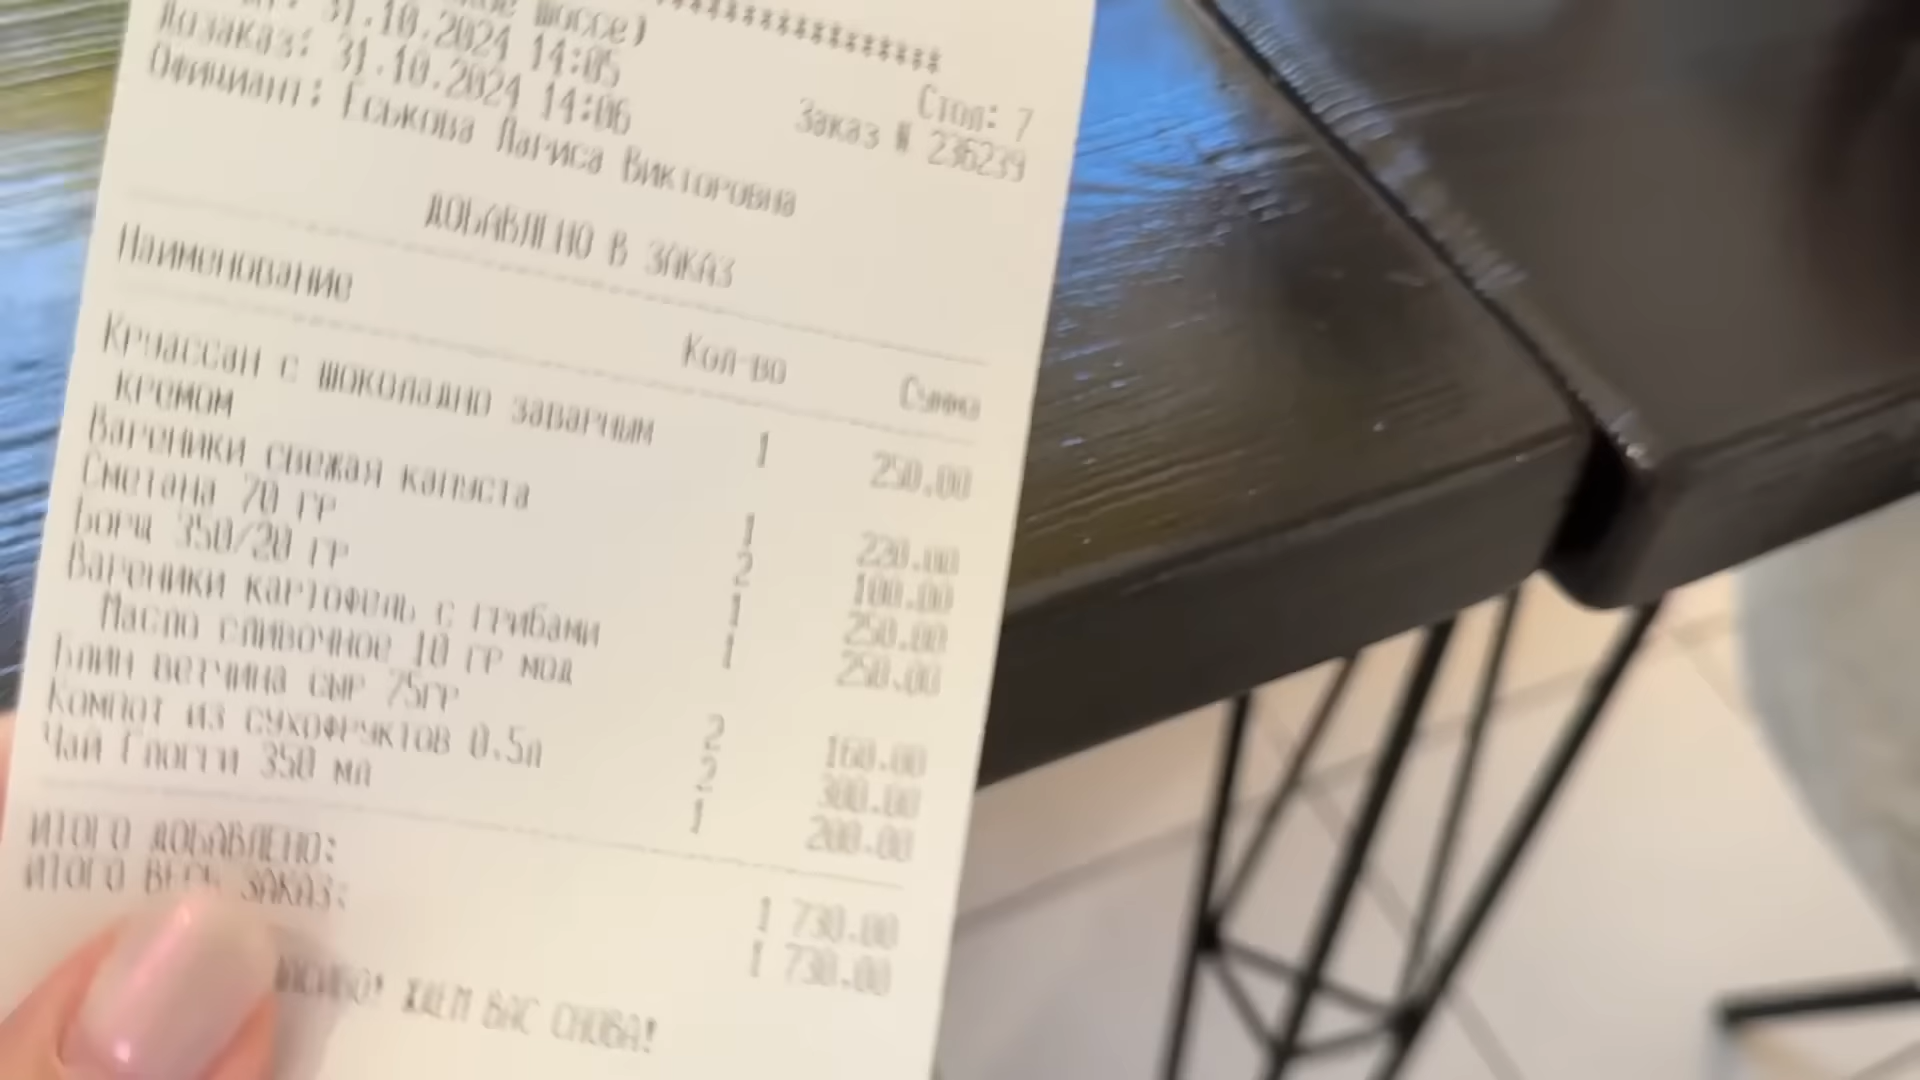 шоссе)
31.10.2024 14:05
Стол: 7
Дозаказ: 31.10.2024 14:06
Заказ № 236239
Официант: Еськова Лариса Викторовна
ДОБАВЛЕНО В ЗАКАЗ
Наименование Кол-во Сумма
Круассан с шоколадно заварным 1 250.00
кремом
Вареники свежая капуста 1 220.00
Сметана 70 ГР 2 100.00
Борщ 350/20 ГР 1 250.00
Вареники картофель с грибами 1 250.00
Масло сливочное 10 ГР мод
Блин ветчина сыр 75ГР 2 160.00
Компот из сухофруктов 0.5л 2 300.00
Чай Глогги 350 мл 1 200.00
ИТОГО ДОБАВЛЕНО: 1 730.00
ИТОГО ВЕСЬ ЗАКАЗ: 1 730.00
ЖДЕМ ВАС СНОВА!